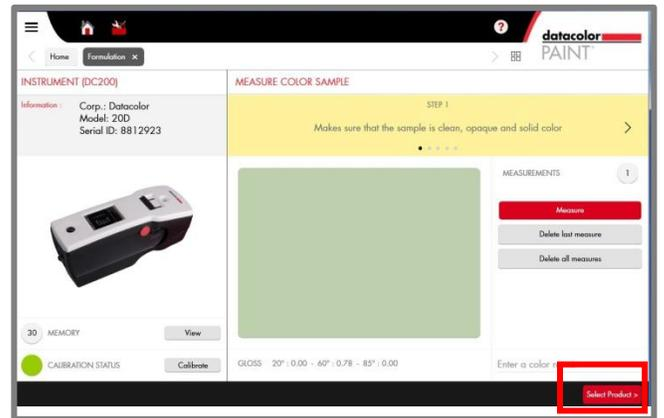 ?
datacolor
PAINT
Home
Formulation ×
INSTRUMENT (DC200)
MEASURE COLOR SAMPLE
Information :
Corp.: Datacolor
Model: 20D
Serial ID: 8812923
STEP 1
Makes sure that the sample is clean, opaque and solid color
MEASUREMENTS
1
Measure
Delete last measure
Delete all measures
30
MEMORY
View
CALIBRATION STATUS
Calibrate
GLOSS 20° : 0.00 - 60° : 0.78 - 85° : 0.00
Enter a color
Select Product >